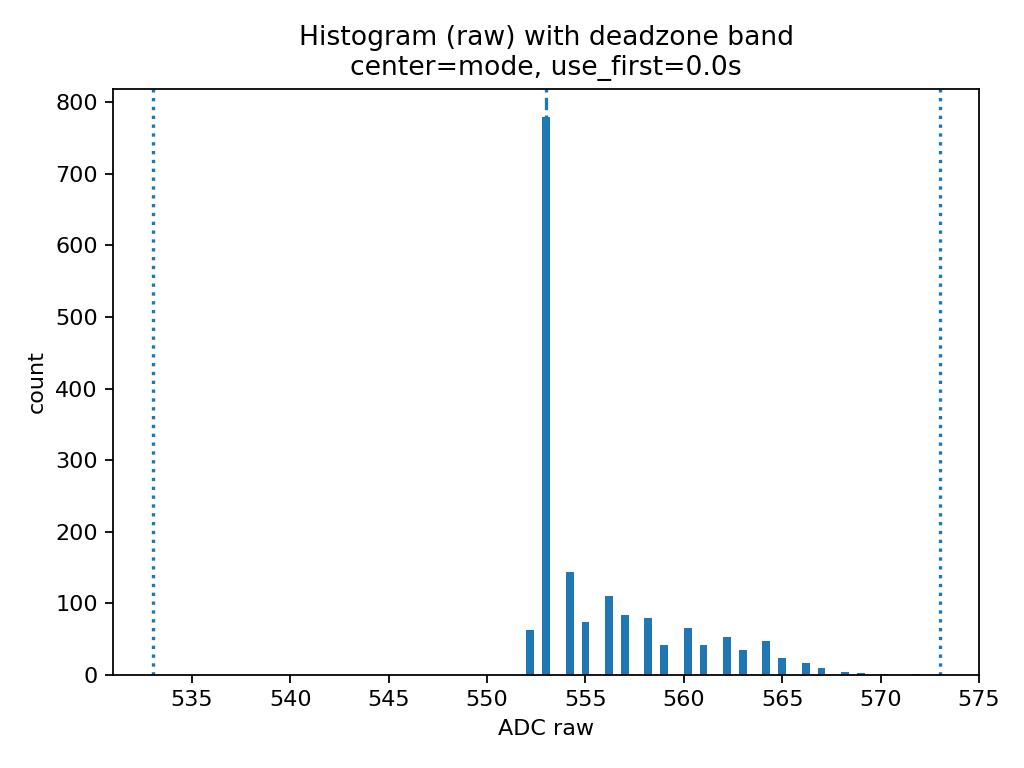 Histogram (raw) with deadzone band
center=mode, use_first=0.0s
800
700
600
500
400
300
200
100
0
count
535 540 545 550 555 560 565 570 575
ADC raw